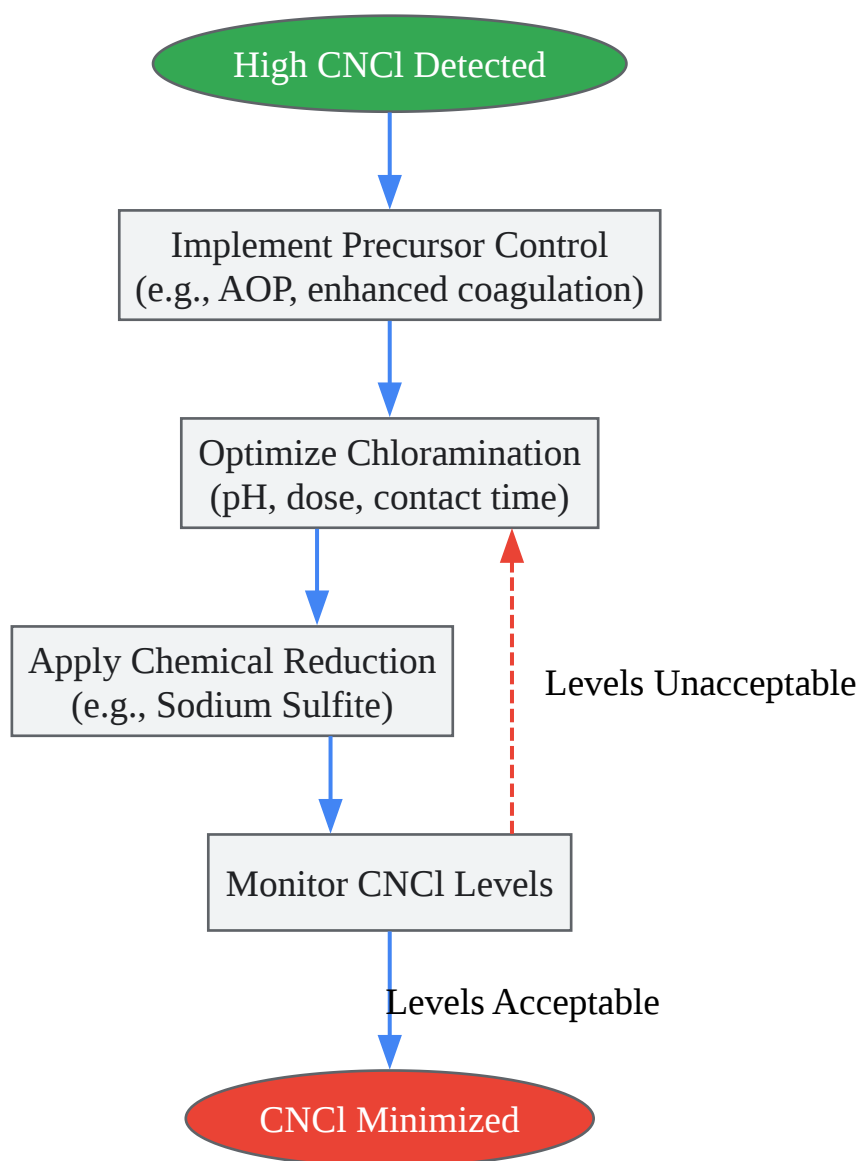 High CNCl Detected
Implement Precursor Control
(e.g., AOP, enhanced coagulation)
Optimize Chloramination
(pH, dose, contact time)
Apply Chemical Reduction
(e.g., Sodium Sulfite)
Levels Unacceptable
Monitor CNCl Levels
Levels Acceptable
CNCl Minimized